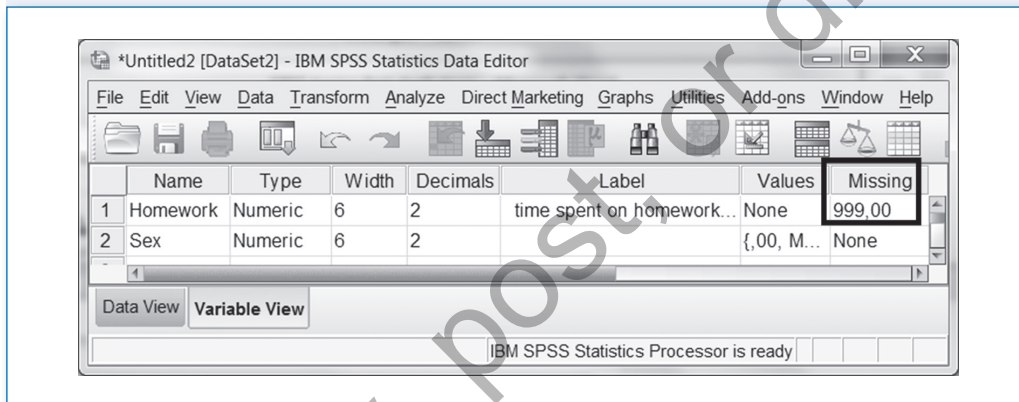 *Untitled2 [DataSet2] - IBM SPSS Statistics Data Editor
File Edit View Data Transform Analyze Direct Marketing Graphs Utilities Add-ons Window Help
Name Type Width Decimals Label Values Missing
1 Homework Numeric 6 2 time spent on homework... None 999,00
2 Sex Numeric 6 2 {,00, M... None
Data View Variable View
IBM SPSS Statistics Processor is ready
post, or